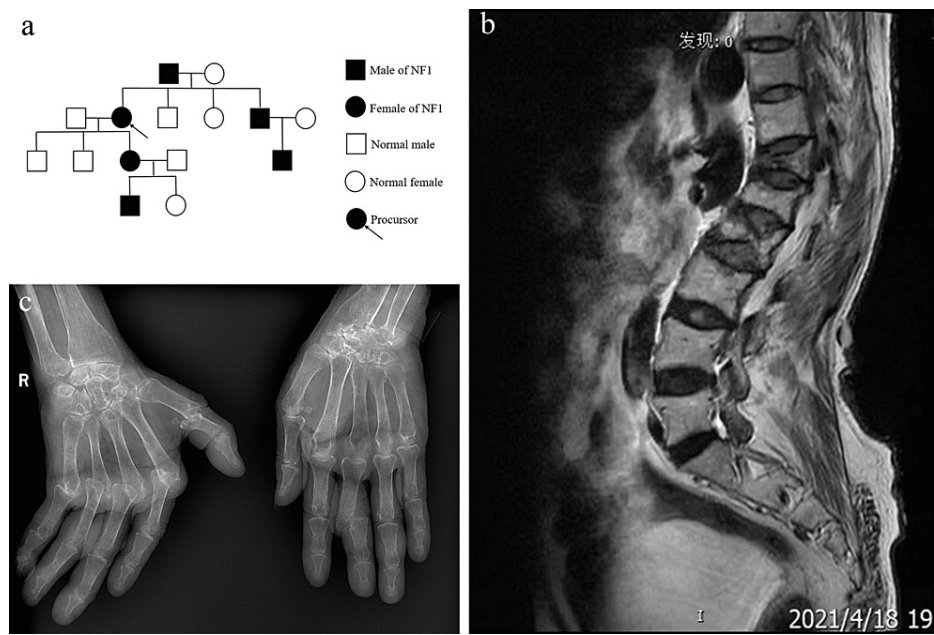 a
Male of NF1
Female of NF1
Normal male
Normal female
Procursor
b
发现: 0
I
2021/4/18 19
c
R